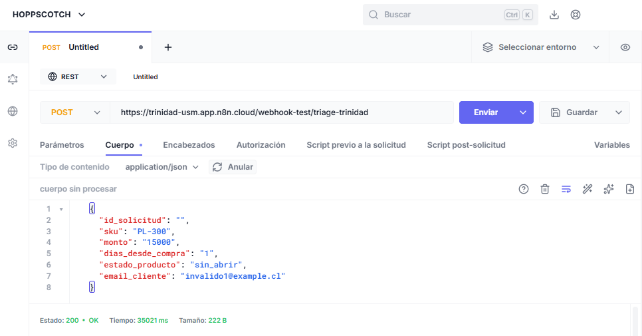 HOPPSCOTCH
Buscar
Ctrl K
POST Untitled
Seleccionar entorno
REST
Untitled
POST
https://trinidad-usm.app.n8n.cloud/webhook-test/triage-trinidad
Enviar
Guardar
Parámetros
Cuerpo
Encabezados
Autorización
Script previo a la solicitud
Script post-solicitud
Variables
Tipo de contenido
application/json
Anular
cuerpo sin procesar
1 {
2 "id_solicitud": "",
3 "sku": "PL-300",
4 "monto": "15000",
5 "dias_desde_compra": "1",
6 "estado_producto": "sin_abrir",
7 "email_cliente": "invalido1@example.cl"
8 }
Estado: 200 • OK Tiempo: 35021 ms Tamaño: 222 B